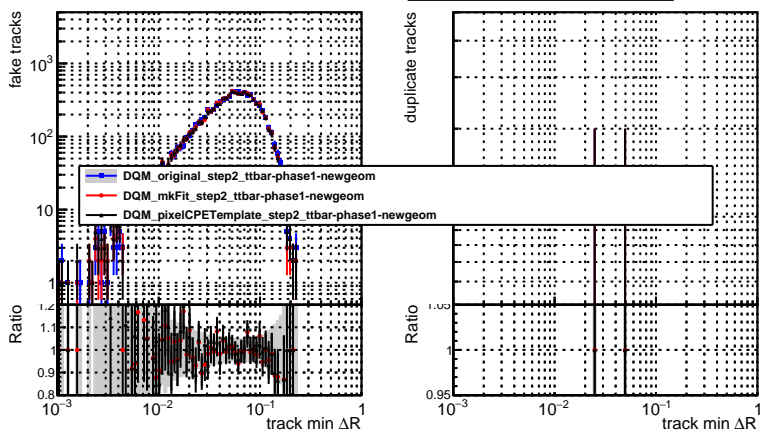 fake tracks
10³
10²
10
1
1.2
1.1
1
0.9
0.8
Ratio
10⁻³
10⁻²
10⁻¹
1
track min ΔR
DQM_original_step2_ttbar-phase1-newgeom
DQM_mkFit_step2_ttbar-phase1-newgeom
DQM_pixelCPETemplate_step2_ttbar-phase1-newgeom
duplicate tracks
1.05
1
0.95
Ratio
10⁻³
10⁻²
10⁻¹
1
track min ΔR